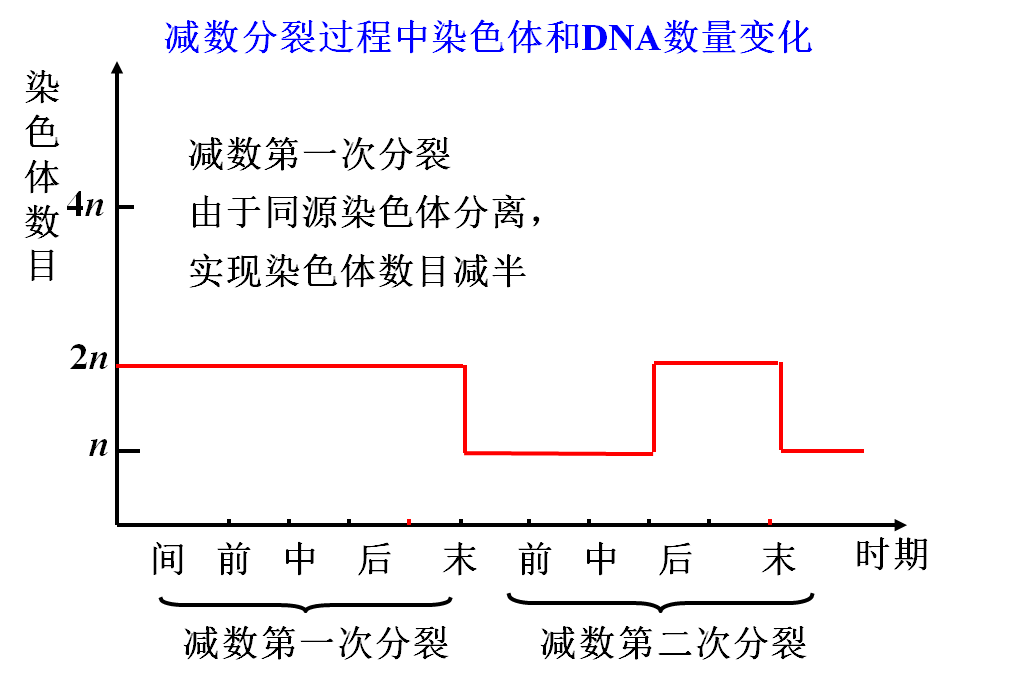 减数分裂过程中染色体和DNA数量变化
染色体数目
减数第一次分裂
由于同源染色体分离，
实现染色体数目减半
4n
2n
n
间 前 中 后 末 前 中 后 末 时期
减数第一次分裂 减数第二次分裂